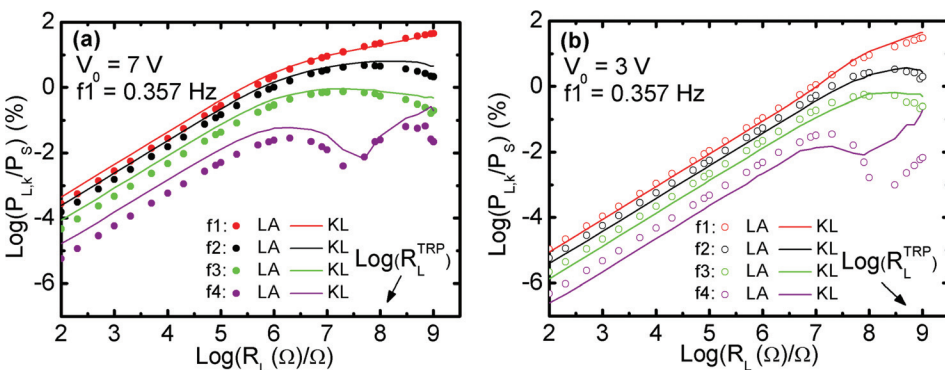 (a)
V₀ = 7 V
f1 = 0.357 Hz
Log(P_L,k/P_S) (%)
2
0
-2
-4
-6
f1: LA KL
f2: LA KL
f3: LA KL
f4: LA KL
Log(R_L^TRP)
2 3 4 5 6 7 8 9
Log(R_L (Ω)/Ω)
(b)
V₀ = 3 V
f1 = 0.357 Hz
Log(P_L,k/P_S) (%)
2
0
-2
-4
-6
f1: LA KL
f2: LA KL
f3: LA KL
f4: LA KL
Log(R_L^TRP)
2 3 4 5 6 7 8 9
Log(R_L (Ω)/Ω)